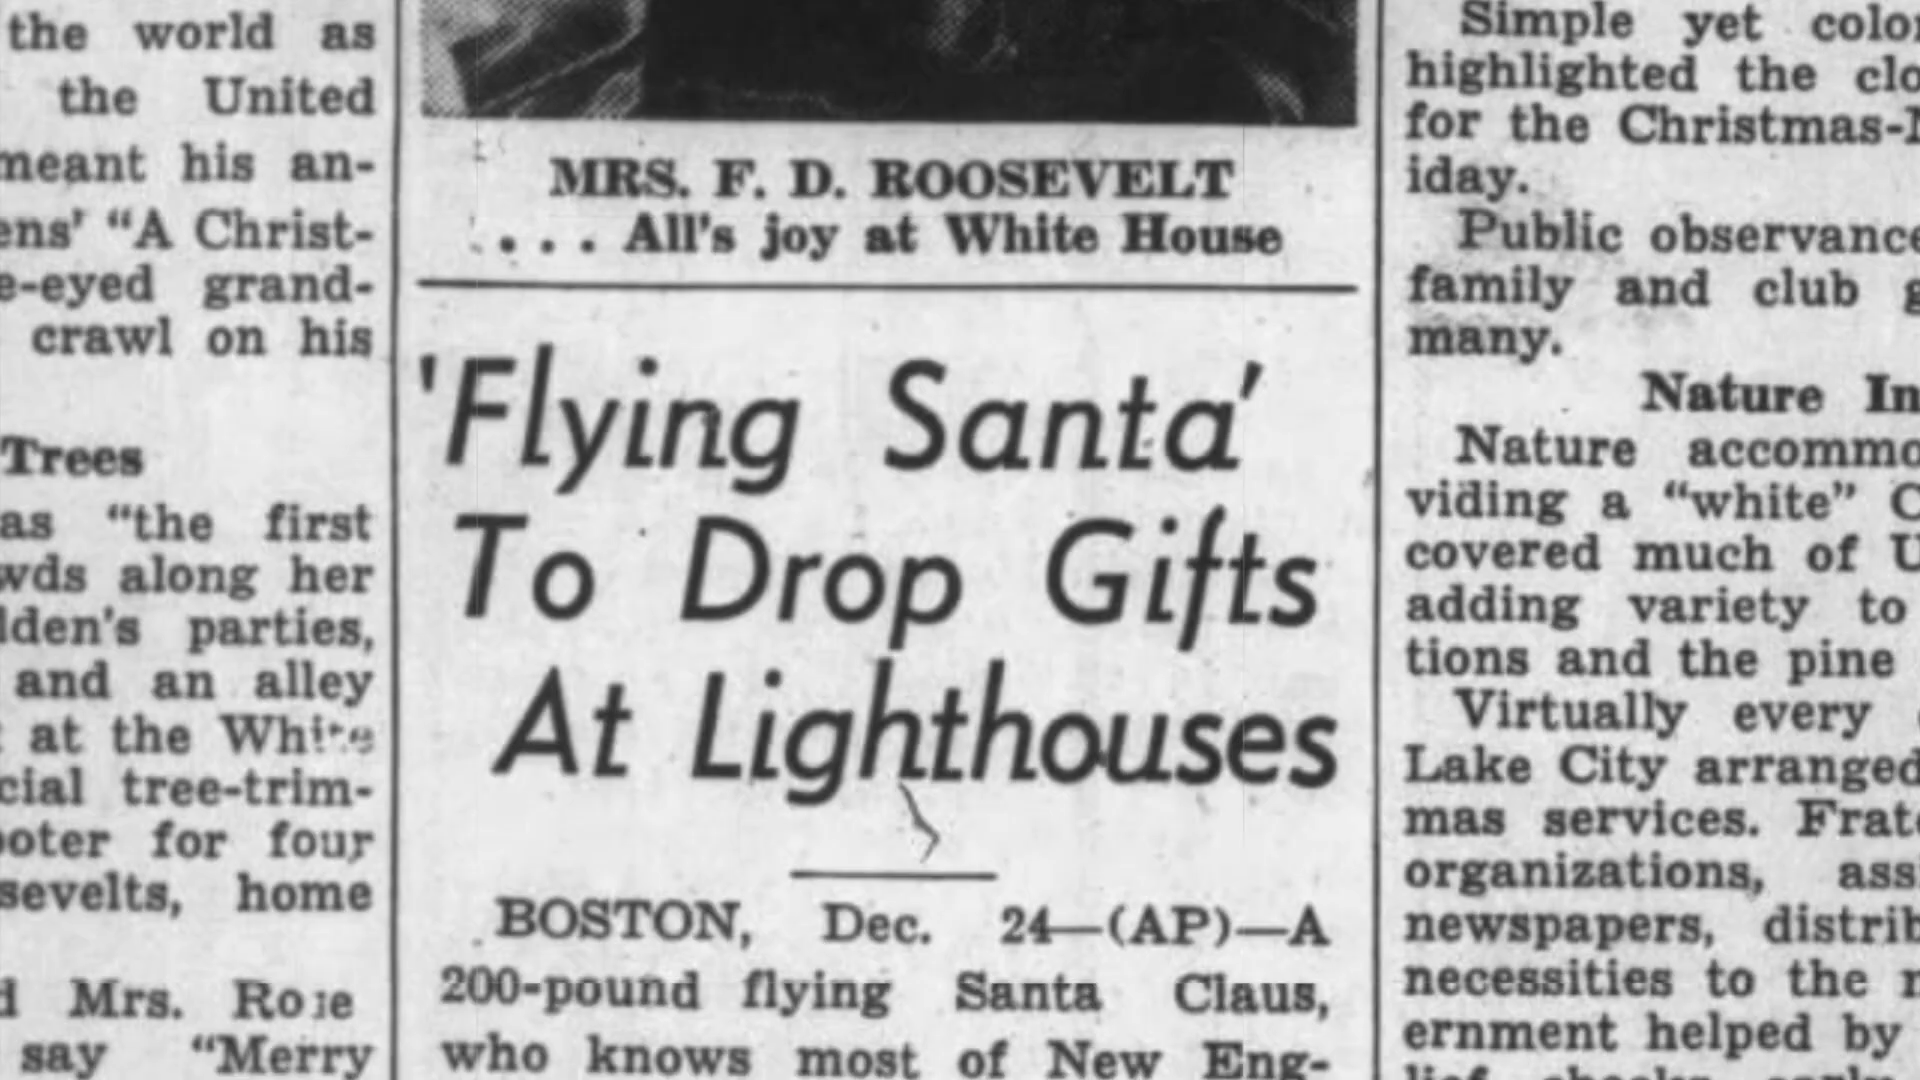 the world as
the United
meant his an-
ens' “A Christ-
e-eyed grand-
crawl on his
Trees
as “the first
wds along her
lden's parties,
and an alley
at the White
cial tree-trim-
ooter for four
sevelts, home
d Mrs. Ro
say “Merry
MRS. F. D. ROOSEVELT
. . . . All's joy at White House
'Flying Santa'
To Drop Gifts
At Lighthouses
BOSTON, Dec. 24—(AP)—A
200-pound flying Santa Claus,
who knows most of New Eng-
Simple yet color
highlighted the clo
for the Christmas-
iday.
Public observance
family and club g
many.
Nature In
Nature accommo
viding a “white” C
covered much of U
adding variety to
tions and the pine
Virtually every
Lake City arranged
mas services. Frate
organizations, ass
newspapers, distrib
necessities to the
ernment helped by